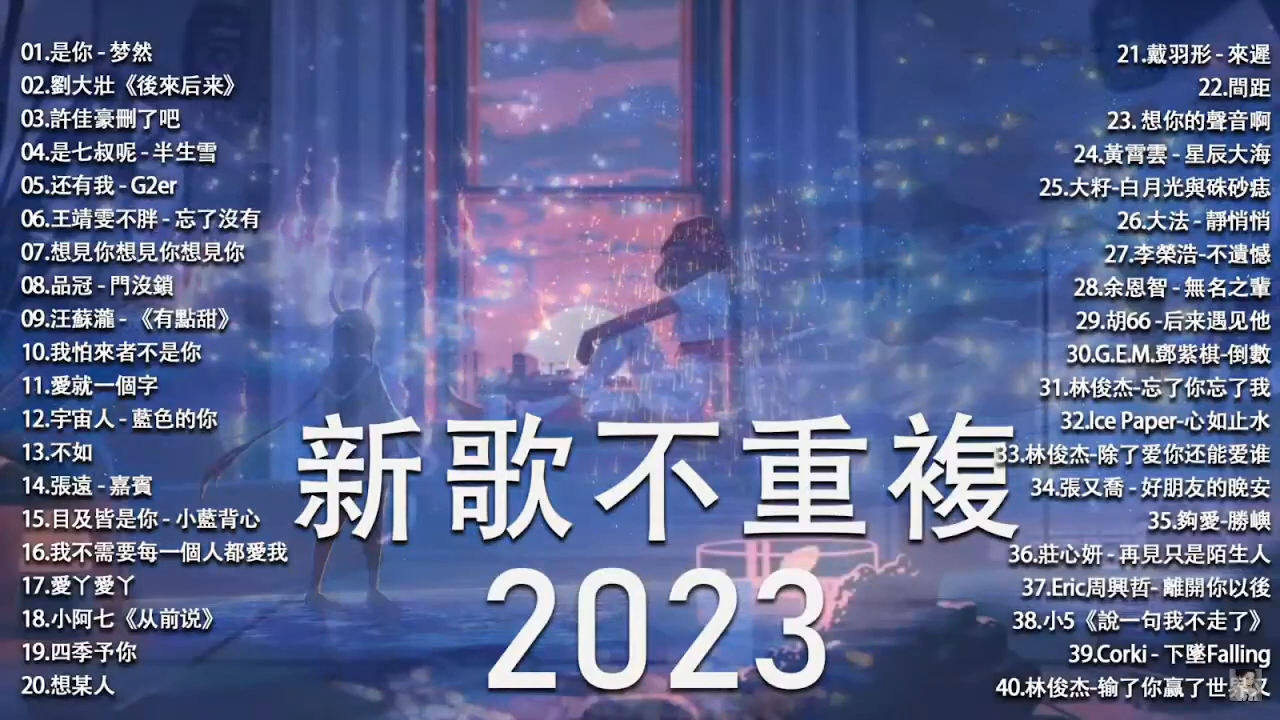 01.是你 - 梦然
02.劉大壯《後來后来》
03.許佳豪刪了吧
04.是七叔呢 - 半生雪
05.还有我 - G2er
06.王靖雯不胖 - 忘了沒有
07.想見你想見你想見你
08.品冠 - 門沒鎖
09.汪蘇瀧 - 《有點甜》
10.我怕來者不是你
11.愛就一個字
12.宇宙人 - 藍色的你
13.不如
14.張遠 - 嘉賓
15.目及皆是你 - 小藍背心
16.我不需要每一個人都愛我
17.愛丫愛丫
18.小阿七《从前说》
19.四季予你
20.想某人
新歌不重複
2023
21.戴羽彤 - 來遲
22.間距
23. 想你的聲音啊
24.黃霄雲 - 星辰大海
25.大籽-白月光與硃砂痣
26.大法 - 靜悄悄
27.李榮浩-不遺憾
28.余恩智 - 無名之輩
29.胡66 -后来遇见他
30.G.E.M.鄧紫棋-倒數
31.林俊杰-忘了你忘了我
32.Ice Paper-心如止水
33.林俊杰-除了爱你还能爱谁
34.張又喬 - 好朋友的晚安
35.夠愛-勝嶼
36.莊心妍 - 再見只是陌生人
37.Eric周興哲- 離開你以後
38.小5《說一句我不走了》
39.Corki - 下墜Falling
40.林俊杰-输了你赢了世界又